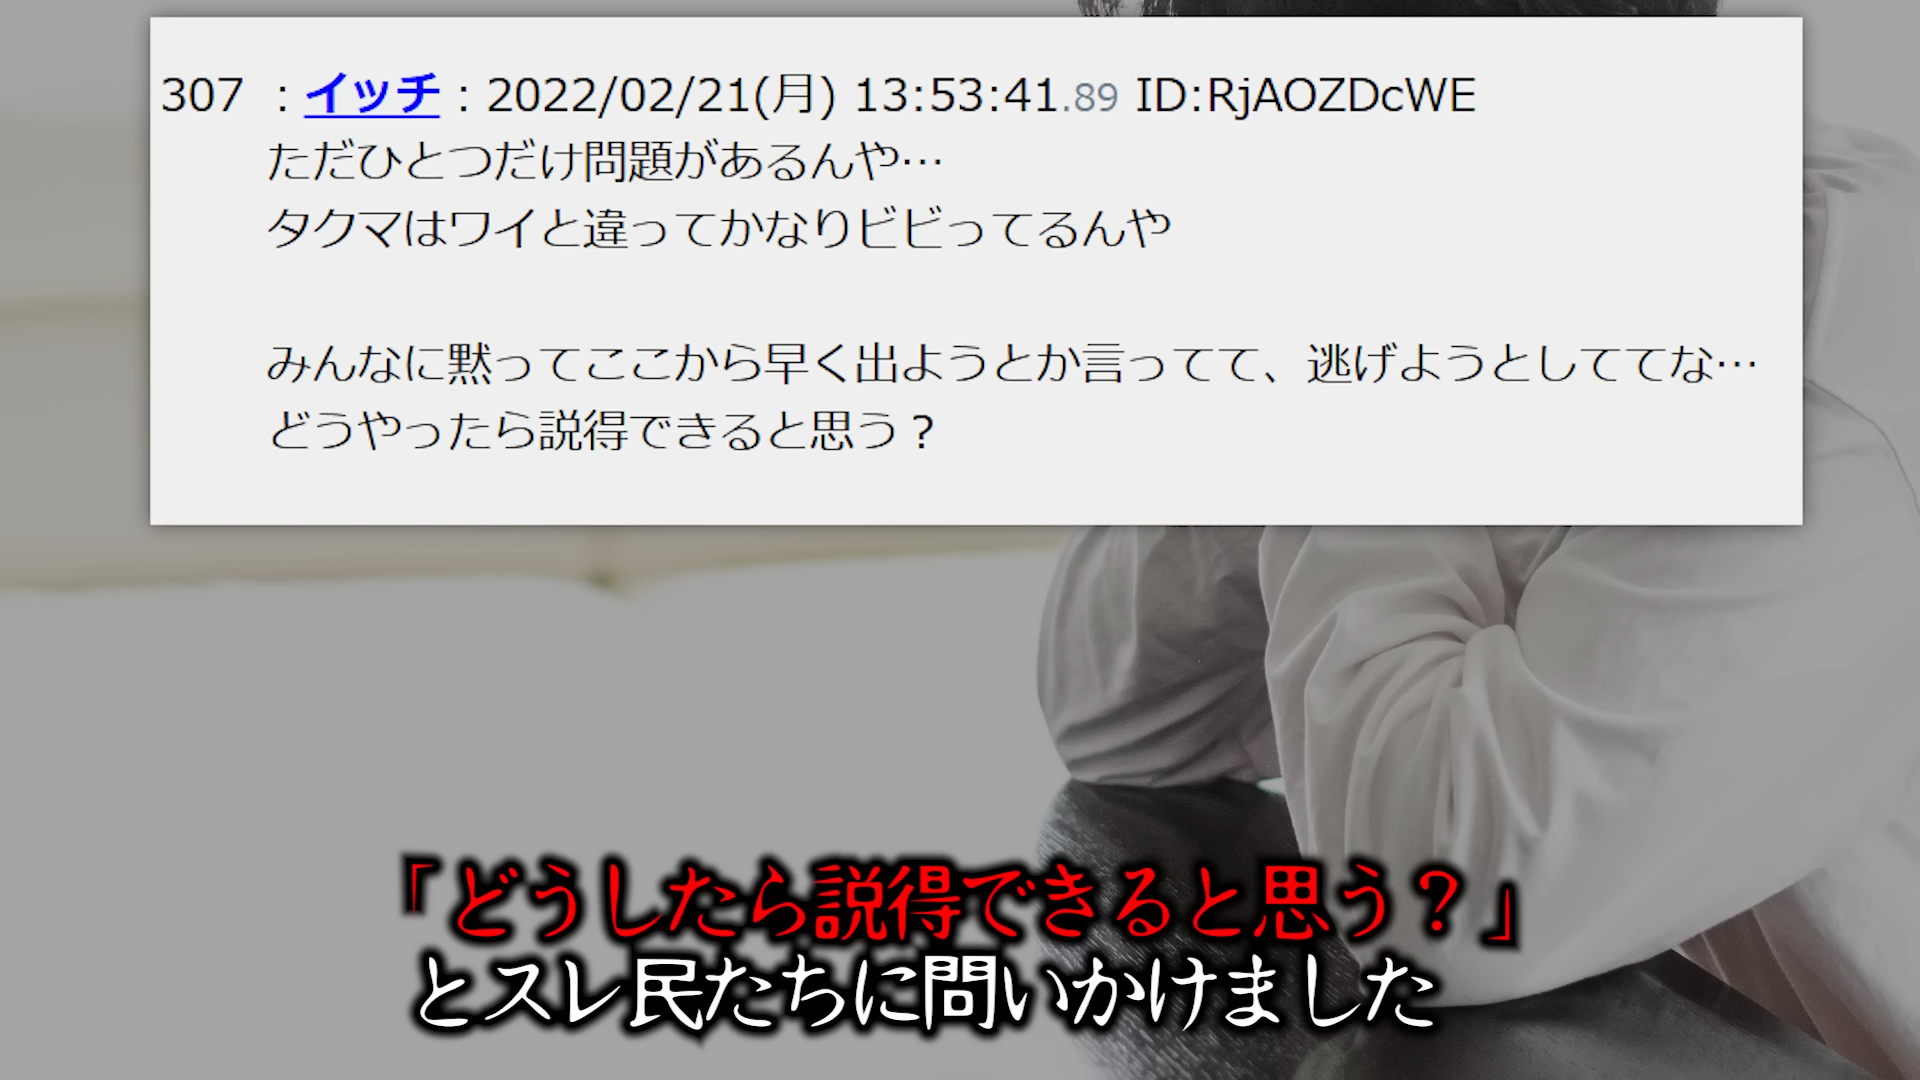 307 ：イッチ：2022/02/21(月) 13:53:41.89 ID:RjAOZDcWE
ただひとつだけ問題があるんや…
タクマはワイと違ってかなりビビってるんや
みんなに黙ってここから早く出ようとか言ってて、逃げようとしててな…
どうやったら説得できると思う？
「どうしたら説得できると思う？」
とスレ民たちに問いかけました